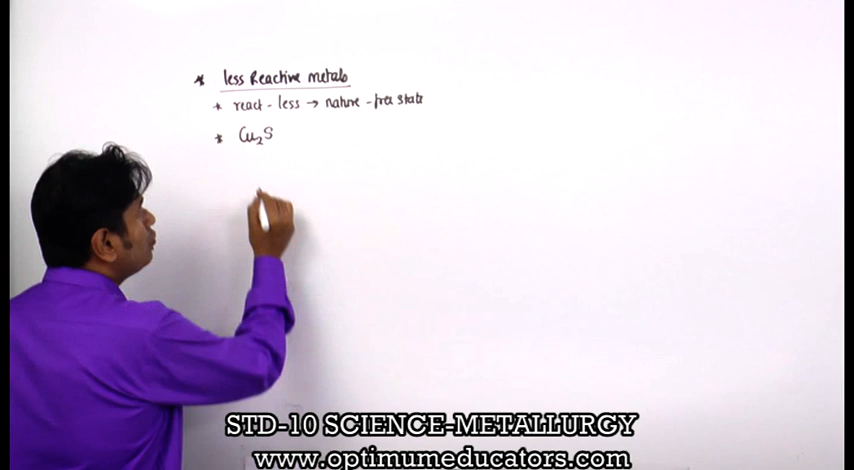 * less Reactive metals
* react - less → nature - free state
* Cu₂S
STD-10 SCIENCE-METALLURGY
www.optimumeducators.com